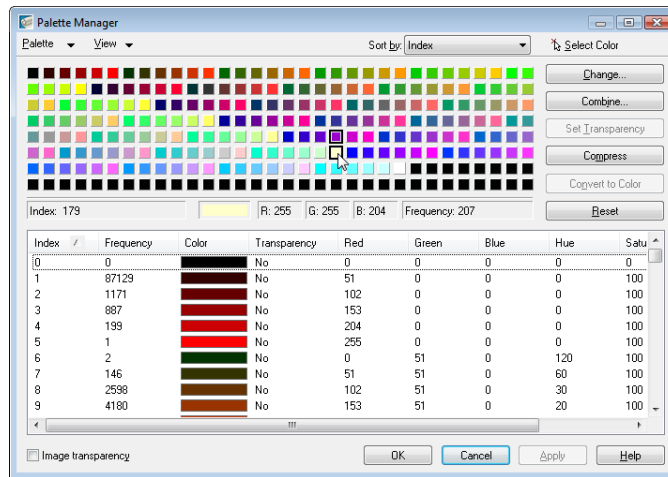 Palette Manager
Palette View Sort by: Index Select Color
Change...
Combine...
Set Transparency
Compress
Convert to Color
Index: 179 R: 255 G: 255 B: 204 Frequency: 207 Reset
Index Frequency Color Transparency Red Green Blue Hue Satu
0 0 No 0 0 0 0 0
1 87129 No 51 0 0 0 100
2 1171 No 102 0 0 0 100
3 887 No 153 0 0 0 100
4 199 No 204 0 0 0 100
5 1 No 255 0 0 0 100
6 2 No 0 51 0 120 100
7 146 No 51 51 0 60 100
8 2598 No 102 51 0 30 100
9 4180 No 153 51 0 20 100
Image transparency OK Cancel Apply Help